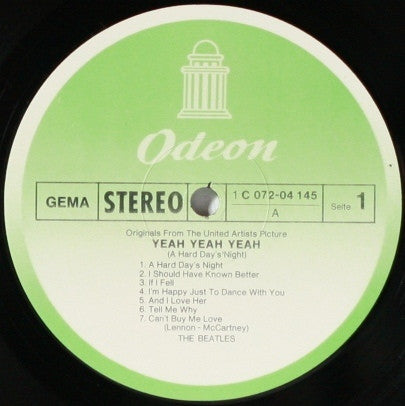 Odeon
GEMA STEREO 1 C 072-04 145 A Seite 1
Originals From The United Artists Picture
YEAH YEAH YEAH
(A Hard Day's Night)
1. A Hard Day's Night
2. I Should Have Known Better
3. If I Fell
4. I'm Happy Just To Dance With You
5. And I Love Her
6. Tell Me Why
7. Can't Buy Me Love
(Lennon - McCartney)
THE BEATLES